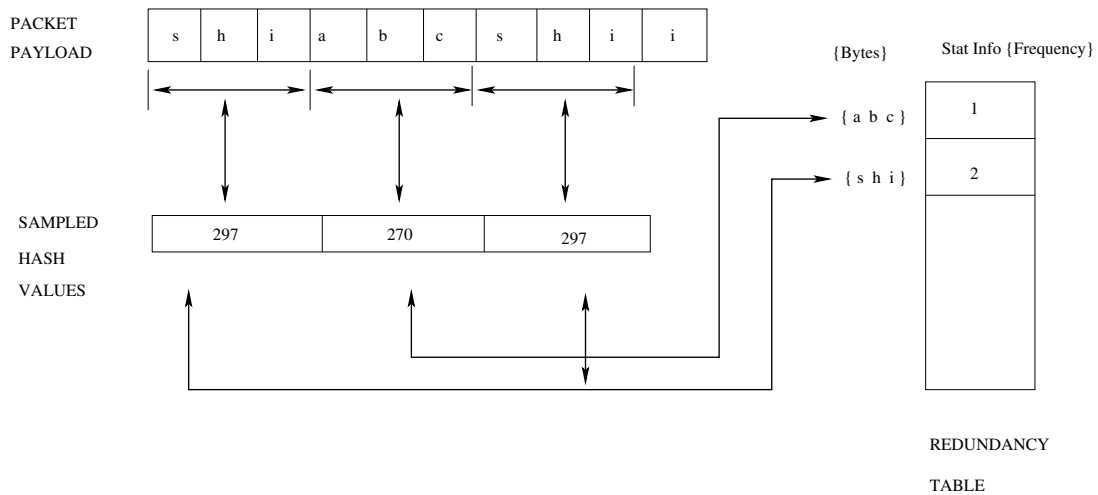 PACKET
PAYLOAD
s h i a b c s h i i
{Bytes}
Stat Info {Frequency}
{ a b c }
1
{ s h i }
2
SAMPLED
HASH
VALUES
297 270 297
REDUNDANCY
TABLE